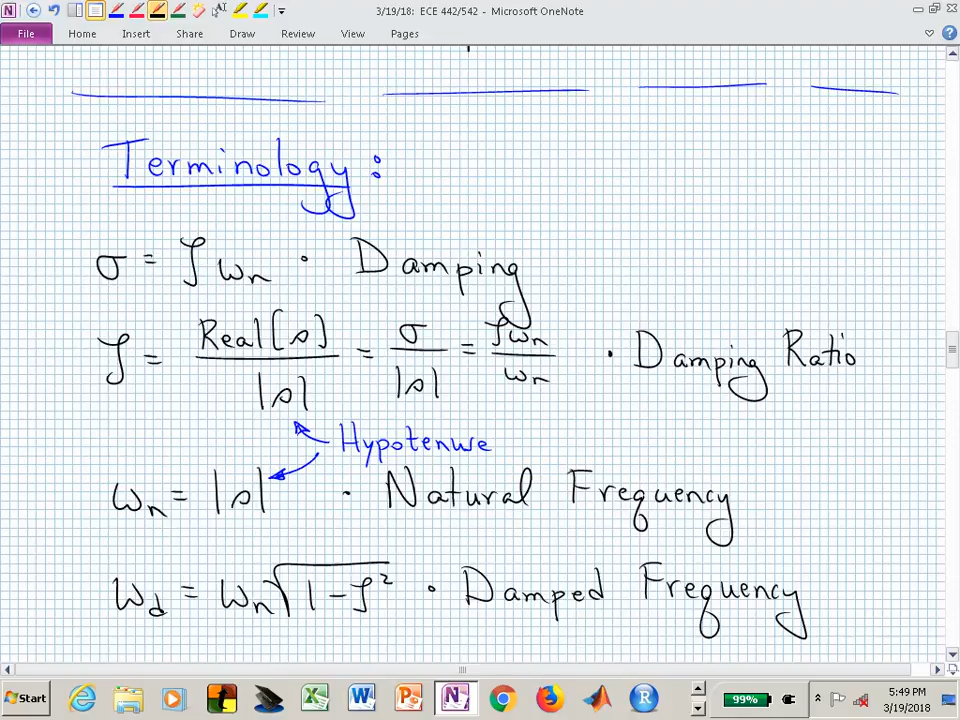 3/19/18: ECE 442/542 - Microsoft OneNote
File Home Insert Share Draw Review View Pages
Terminology:
σ = ζωn · Damping
ζ = Real[s] / |s| = σ / |s| = ζωn / ωn · Damping Ratio
Hypotenuse
ωn = |s| · Natural Frequency
ωd = ωn√(1-ζ²) · Damped Frequency
Start 99% 5:49 PM
3/19/2018